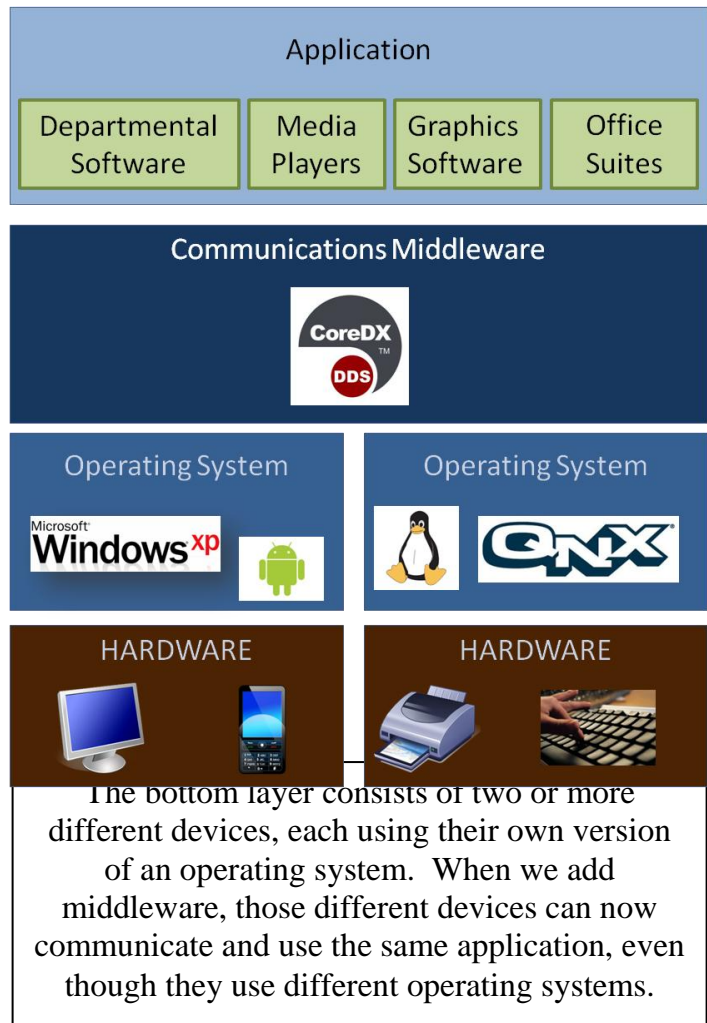 Application
Departmental Software
Media Players
Graphics Software
Office Suites
Communications Middleware
CoreDX
TM
DDS
Operating System
Microsoft
Windows xp
Operating System
QNX
HARDWARE
HARDWARE
The bottom layer consists of two or more
different devices, each using their own version
of an operating system. When we add
middleware, those different devices can now
communicate and use the same application, even
though they use different operating systems.